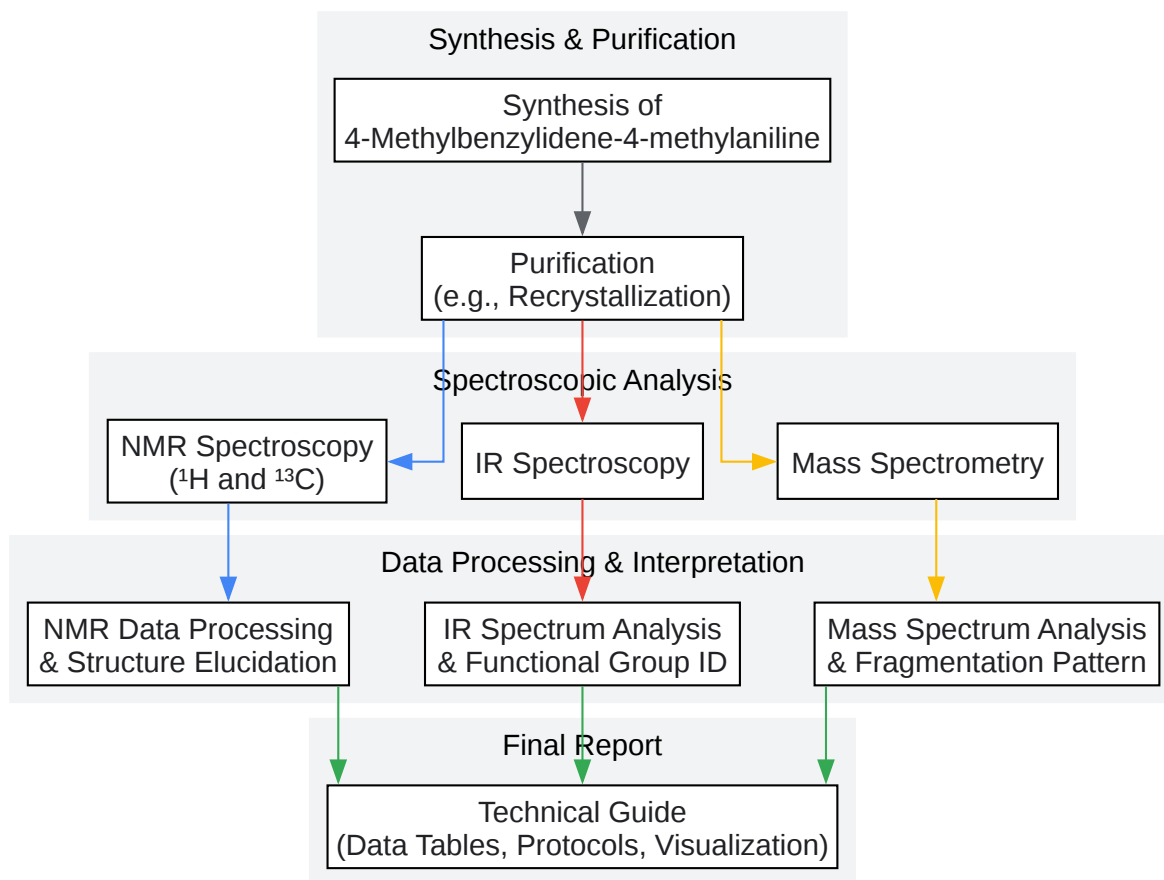 Synthesis & Purification
Synthesis of
4-Methylbenzylidene-4-methylaniline
Purification
(e.g., Recrystallization)
Spectroscopic Analysis
NMR Spectroscopy
(¹H and ¹³C)
IR Spectroscopy
Mass Spectrometry
Data Processing & Interpretation
NMR Data Processing
& Structure Elucidation
IR Spectrum Analysis
& Functional Group ID
Mass Spectrum Analysis
& Fragmentation Pattern
Final Report
Technical Guide
(Data Tables, Protocols, Visualization)